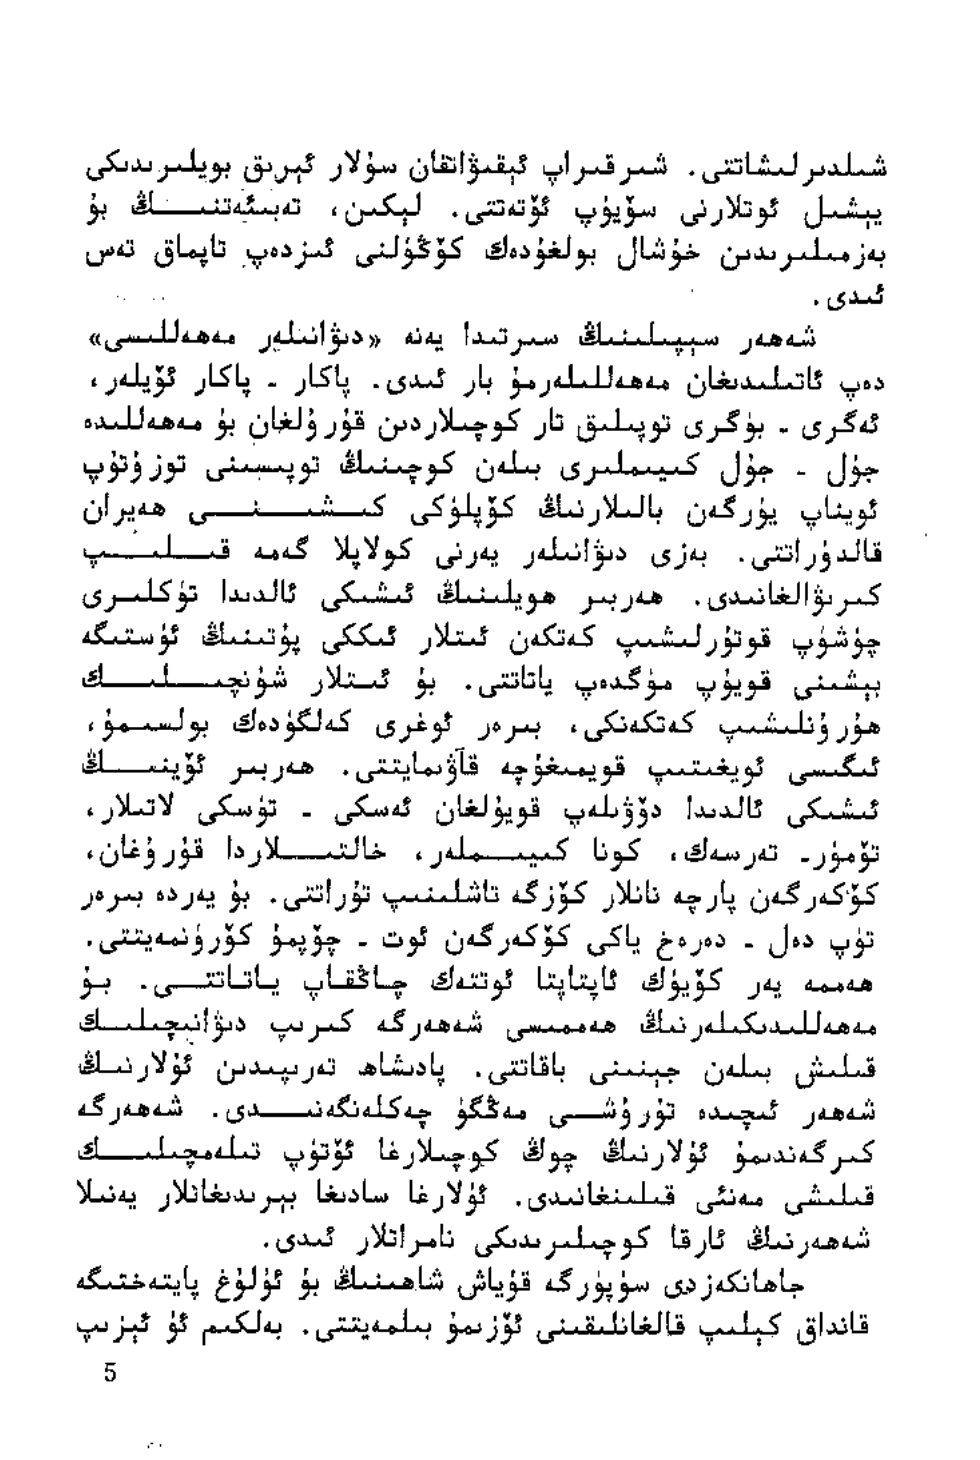 شىلدىرلىشاتتى. شىرقىراپ ئېقىۋاتقان سۇلار ئېرىق بويلىرىدىكى
يېشىل ئوتلارنى سۆيۈپ ئۆتەتتى. لېكىن، تەبىئەتنىڭ بۇ
بەزمىلىرىدىن خۇشال بولغۇدەك كۆڭۈلنى ئىزدەپ تاپماق تەس
ئىدى.
شەھەر سېپىلىنىڭ سىرتىدا يەنە «دىۋانىلەر مەھەللىسى»
دەپ ئاتىلىدىغان مەھەللىلەرمۇ بار ئىدى. پاكار - پاكار ئۆيلەر،
ئەگرى - بۈگرى توپىلىق تار كوچىلاردىن قۇرۇلغان بۇ مەھەللىدە
جۇل - جۇل كىيىملىرى بىلەن كوچىنىڭ توپىسىنى توزۇتۇپ
ئويناپ يۈرگەن بالىلارنىڭ كۆپلۈكى كىشىنى ھەيران
قالدۇراتتى. بەزى دىۋانىلەر يەرنى كولاپلا گەمە قىلىپ
كىرىۋالغانىدى. ھەربىر ھويلىنىڭ ئىشىكى ئالدىدا تۈكلىرى
چۈشۈپ قوتۇرلىشىپ كەتكەن ئىتلار ئىككى پۇتىنىڭ ئۈستىگە
بېشىنى قويۇپ مۈگدەپ ياتاتتى. بۇ ئىتلار شۇنچىلىك
ھۇرۇنلىشىپ كەتكەنكى، بىرەر ئوغرى كەلگۈدەك بولسىمۇ،
ئىگىسى ئويغىتىپ قويمىغۇچە قاۋىمايتتى. ھەربىر ئۆينىڭ
ئىشىكى ئالدىدا دۆۋىلەپ قويۇلغان ئەسكى - تۈسكى لاتىلار،
تۆمۈر- تەرسەك، كونا كىيىملەر، خالتىلاردا قۇرۇغان،
كۆكەرگەن پارچە نانلار كۆزگە تاشلىنىپ تۇراتتى. بۇ يەردە بىرەر
تۈپ دەل - دەرەخ ياكى كۆكەرگەن ئوت - چۆپمۇ كۆرۈنمەيتتى.
ھەممە يەر كۆيۈك ئاپتاپتا ئوتتەك چاڭقاپ ياتاتتى. بۇ
مەھەللىدىكىلەرنىڭ ھەممىسى شەھەرگە كىرىپ دىۋانىچىلىك
قىلىش بىلەن جېنىنى باقاتتى. پادىشاھ تەرىپىدىن ئۇلارنىڭ
شەھەر ئىچىدە تۇرۇشى مەڭگۈ چەكلەنگەنىدى. شەھەرگە
كىرگەندىمۇ ئۇلارنىڭ چوڭ كوچىلارغا ئۆتۈپ تىلەمچىلىك
قىلىشى مەنئى قىلىنغانىدى. ئۇلارغا سادىغا بېرىدىغانلار يەنىلا
شەھەرنىڭ ئارقا كوچىلىرىدىكى نامراتلار ئىدى.
جاھانكەزدى سۈپۈرگە قۇياش شاھىنىڭ بۇ ئۇلۇغ پايتەختىگە
قانداق كېلىپ قالغانلىقىنى ئۆزىمۇ بىلمەيتتى. بەلكىم ئۇ ئېزىپ
5